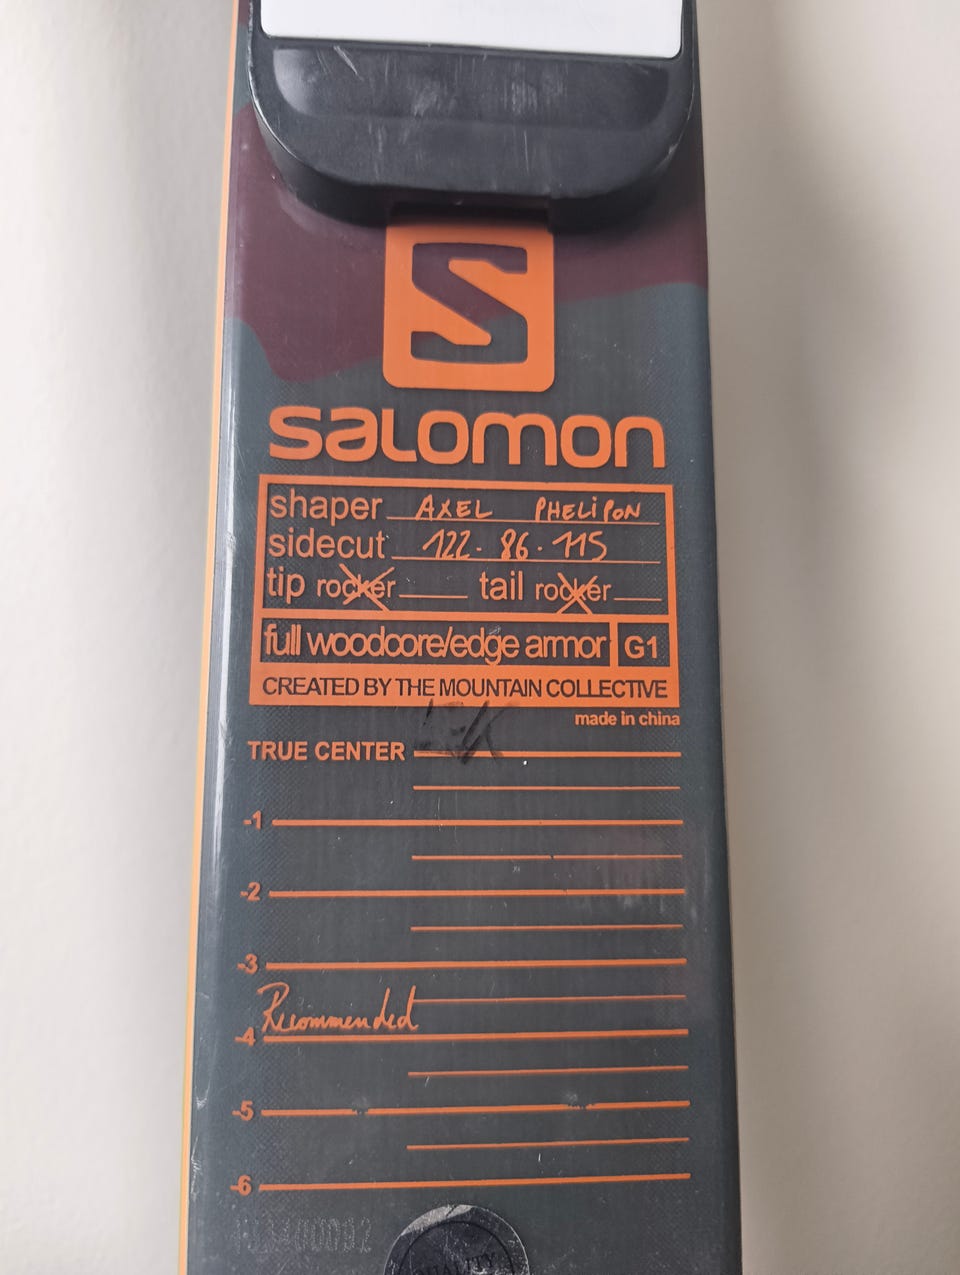 S
salomon
shaper AXEL PHELIPON
sidecut 122 - 86 - 115
tip rocker tail rocker
full woodcore/edge armor G1
CREATED BY THE MOUNTAIN COLLECTIVE
made in china
TRUE CENTER
-1
-2
-3
Recommended
-4
-5
-6
QUALITY